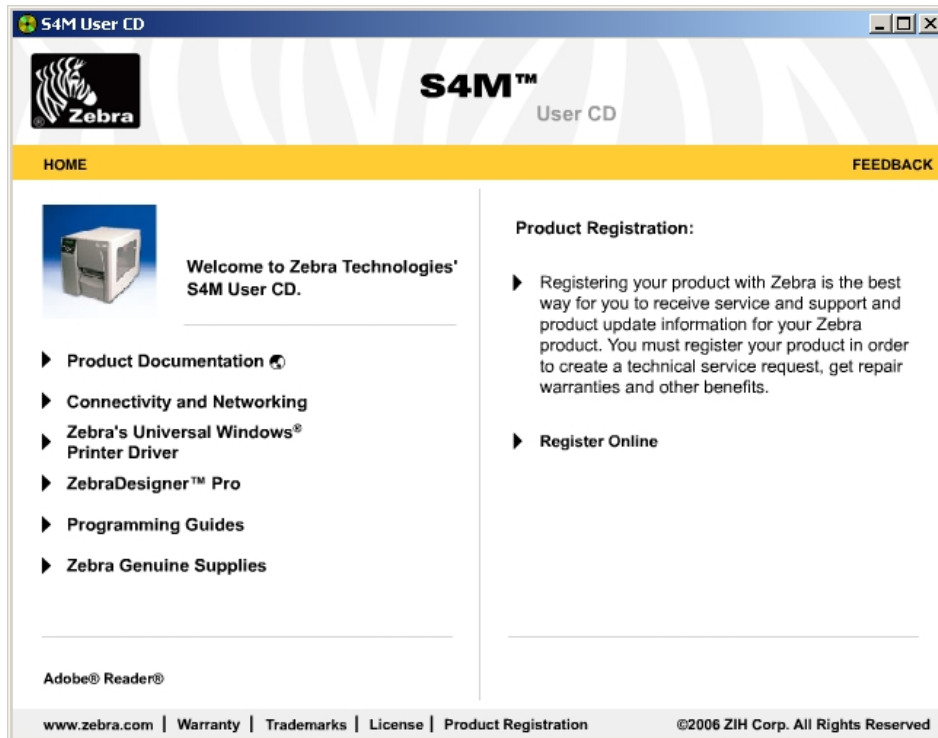 S4M User CD
Zebra
®
S4M™
User CD
HOME
FEEDBACK
Welcome to Zebra Technologies'
S4M User CD.
Product Documentation
Connectivity and Networking
Zebra's Universal Windows®
Printer Driver
ZebraDesigner™ Pro
Programming Guides
Zebra Genuine Supplies
Adobe® Reader®
Product Registration:
Registering your product with Zebra is the best
way for you to receive service and support and
product update information for your Zebra
product. You must register your product in order
to create a technical service request, get repair
warranties and other benefits.
Register Online
www.zebra.com | Warranty | Trademarks | License | Product Registration
©2006 ZIH Corp. All Rights Reserved